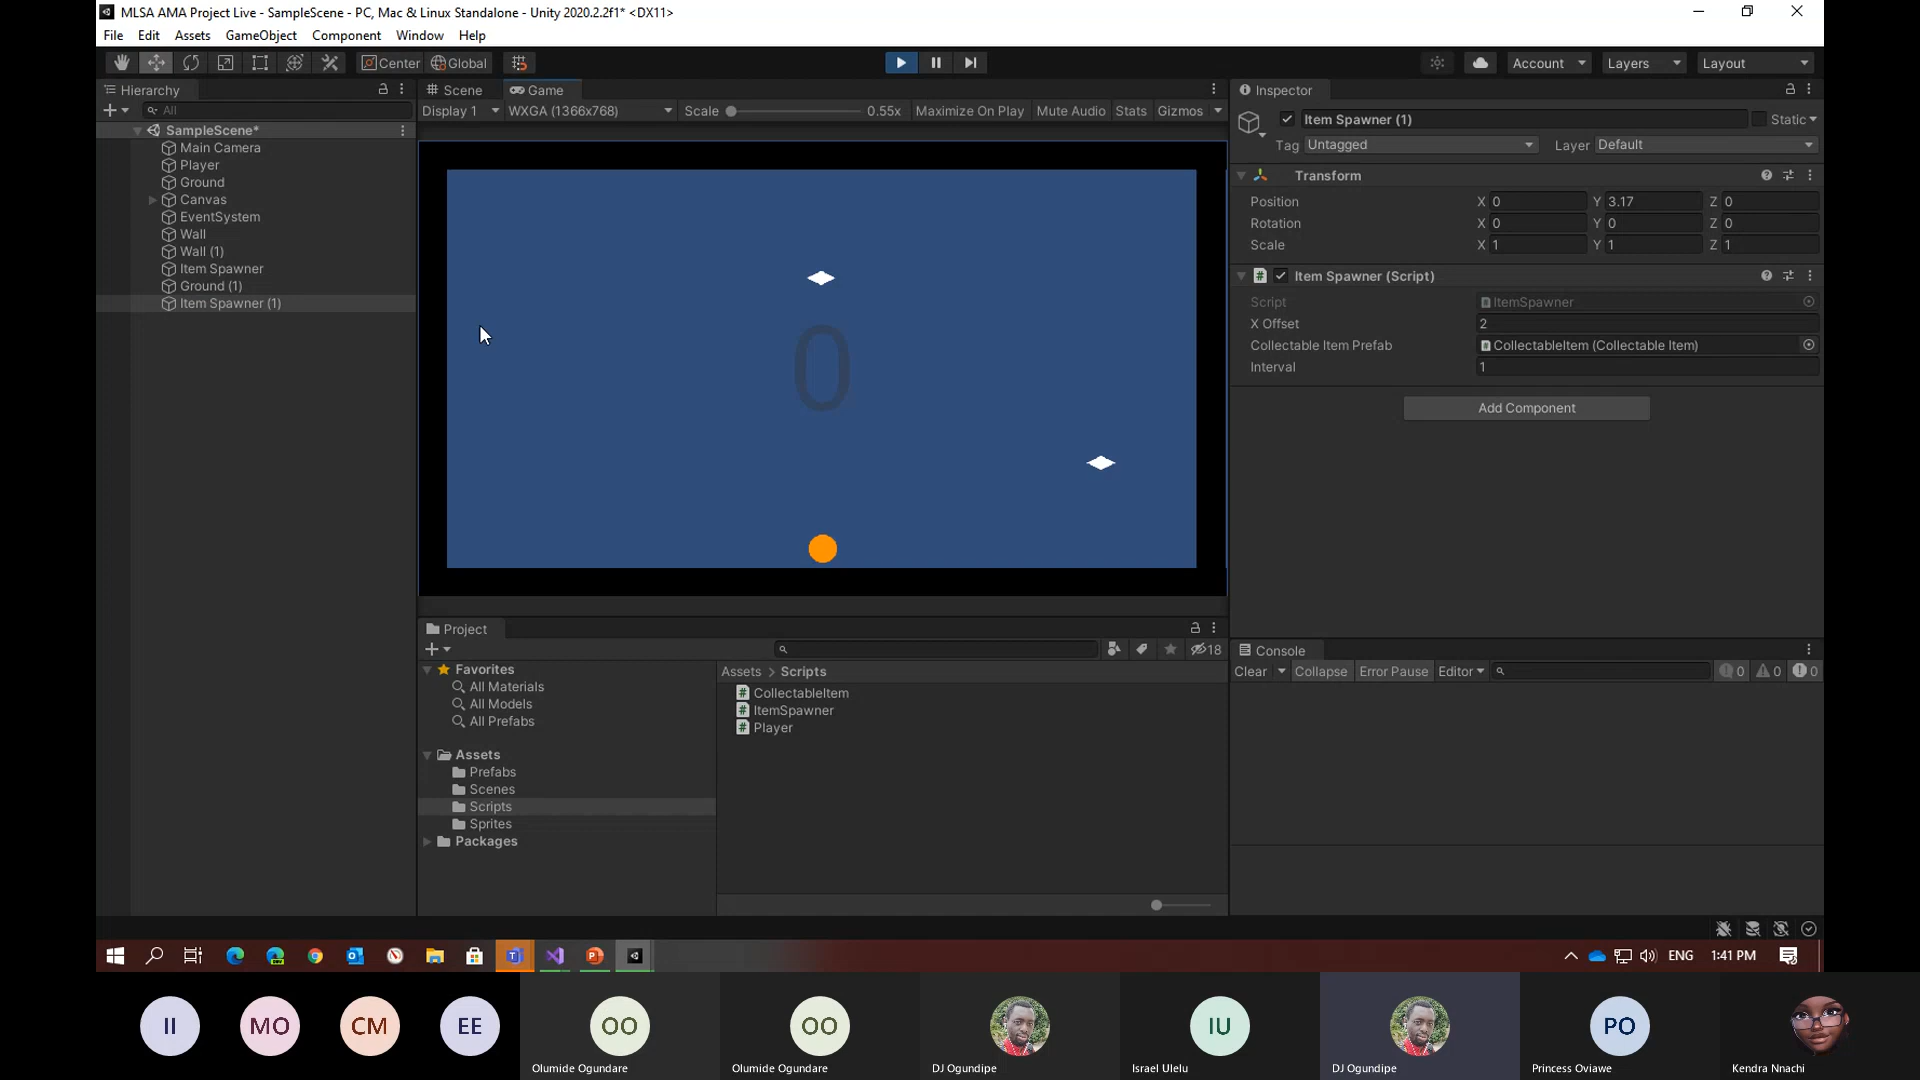 MLSA AMA Project Live - SampleScene - PC, Mac & Linux Standalone - Unity 2020.2.2f1* <DX11>
File Edit Assets GameObject Component Window Help
Center Global Account Layers Layout
Hierarchy
All
SampleScene*
Main Camera
Player
Ground
Canvas
EventSystem
Wall
Wall (1)
Item Spawner
Ground (1)
Item Spawner (1)
Scene Game
Display 1 WXGA (1366x768) Scale 0.55x Maximize On Play Mute Audio Stats Gizmos
0
Inspector
Item Spawner (1) Static
Tag Untagged Layer Default
Transform
Position X 0 Y 3.17 Z 0
Rotation X 0 Y 0 Z 0
Scale X 1 Y 1 Z 1
Item Spawner (Script)
Script ItemSpawner
X Offset 2
Collectable Item Prefab CollectableItem (Collectable Item)
Interval 1
Add Component
Project
18
Favorites
All Materials
All Models
All Prefabs
Assets
Prefabs
Scenes
Scripts
Sprites
Packages
Assets > Scripts
CollectableItem
ItemSpawner
Player
Console
Clear Collapse Error Pause Editor 0 0 0
ENG 1:41 PM
II MO CM EE OO OO IU PO
Olumide Ogundare Olumide Ogundare DJ Ogundipe Israel Ulelu DJ Ogundipe Princess Oviawe Kendra Nnachi